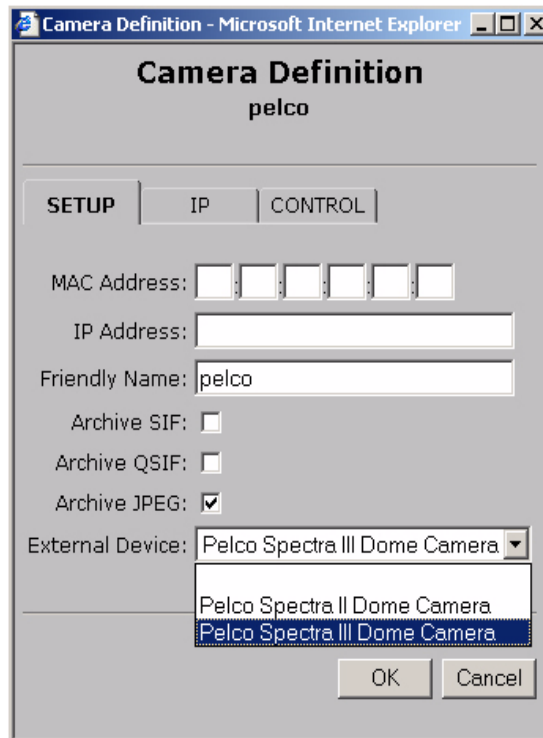 Camera Definition - Microsoft Internet Explorer
Camera Definition
pelco
SETUP IP CONTROL
MAC Address: : : : : :
IP Address:
Friendly Name: pelco
Archive SIF:
Archive QSIF:
Archive JPEG:
External Device: Pelco Spectra III Dome Camera
Pelco Spectra II Dome Camera
Pelco Spectra III Dome Camera
OK Cancel